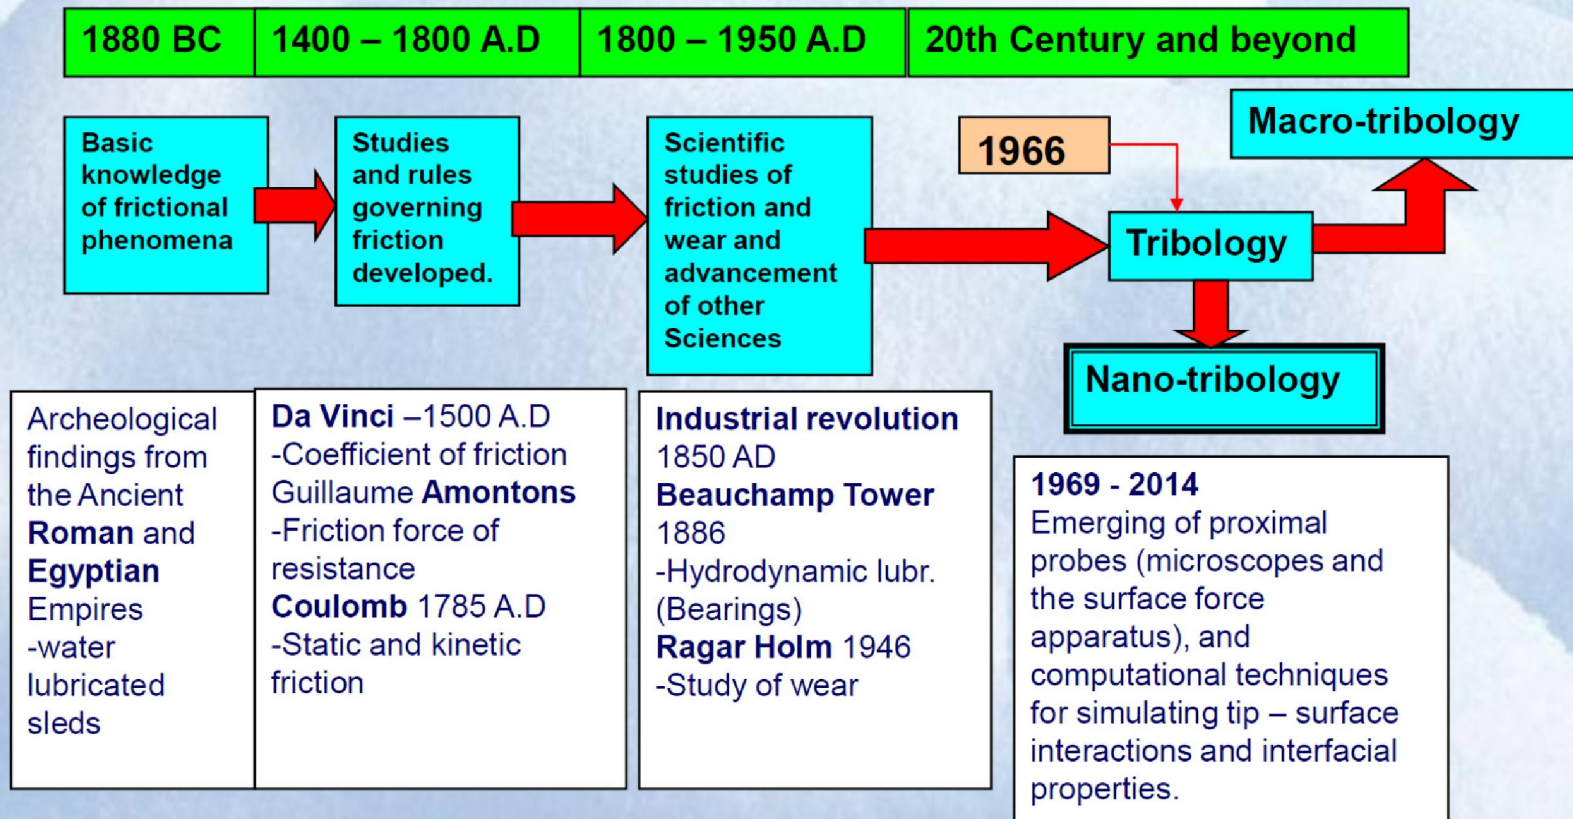 1880 BC
1400 – 1800 A.D
1800 – 1950 A.D
20th Century and beyond
Basic
knowledge
of frictional
phenomena
Studies
and rules
governing
friction
developed.
Scientific
studies of
friction and
wear and
advancement
of other
Sciences
1966
Tribology
Macro-tribology
Nano-tribology
Archeological
findings from
the Ancient
Roman and
Egyptian
Empires
-water
lubricated
sleds
Da Vinci –1500 A.D
-Coefficient of friction
Guillaume Amontons
-Friction force of
resistance
Coulomb 1785 A.D
-Static and kinetic
friction
Industrial revolution
1850 AD
Beauchamp Tower
1886
-Hydrodynamic lubr.
(Bearings)
Ragar Holm 1946
-Study of wear
1969 - 2014
Emerging of proximal
probes (microscopes and
the surface force
apparatus), and
computational techniques
for simulating tip – surface
interactions and interfacial
properties.